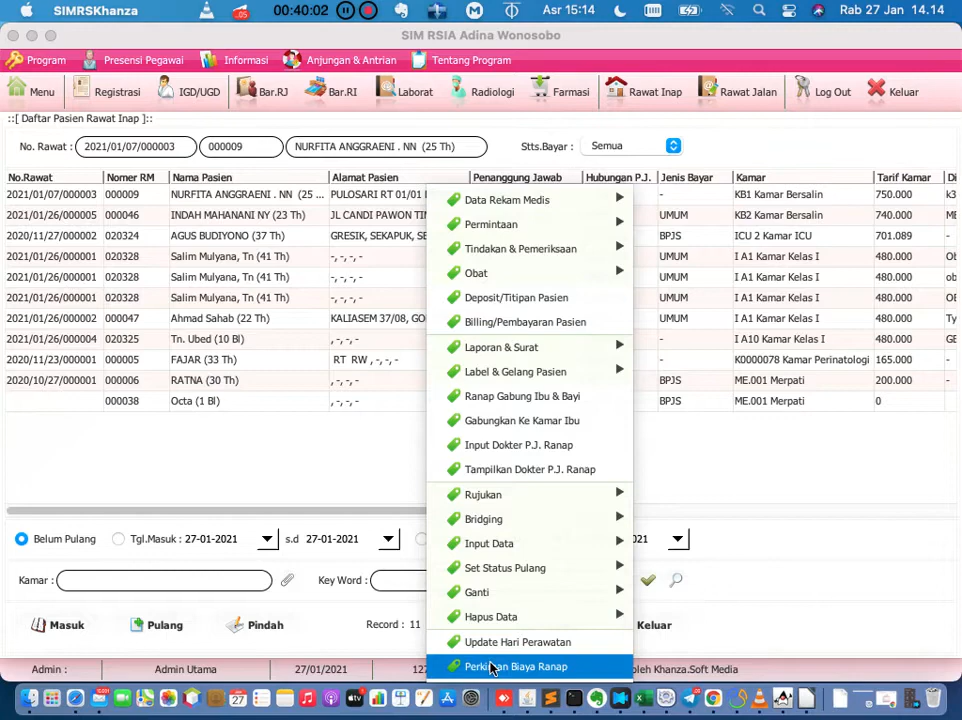 SIMRSKhanza 00:40:02 Asr 15:14 Rab 27 Jan 14.14
SIM RSIA Adina Wonosobo
Program Presensi Pegawai Informasi Anjungan & Antrian Tentang Program
Menu Registrasi IGD/UGD Bar.RJ Bar.RI Laborat Radiologi Farmasi Rawat Inap Rawat Jalan Log Out Keluar
::[ Daftar Pasien Rawat Inap ]::
No. Rawat : 2021/01/07/000003 000009 NURFITA ANGGRAENI . NN (25 Th) Stts.Bayar : Semua
No.Rawat Nomer RM Nama Pasien Alamat Pasien Penanggung Jawab Hubungan P.J. Jenis Bayar Kamar Tarif Kamar Di
2021/01/07/000003 000009 NURFITA ANGGRAENI . NN (25 ... PULOSARI RT 01/01 - KB1 Kamar Bersalin 750.000 k3
2021/01/26/000005 000046 INDAH MAHANANI NY (23 Th) JL CANDI PAWON TIN UMUM KB2 Kamar Bersalin 740.000 me
2020/11/27/000002 020324 AGUS BUDIYONO (37 Th) GRESIK, SEKAPUK, SE BPJS ICU 2 Kamar ICU 701.089 -
2021/01/26/000001 020328 Salim Mulyana, Tn (41 Th) -, -, -, - UMUM I A1 Kamar Kelas I 480.000 Ob
2021/01/26/000001 020328 Salim Mulyana, Tn (41 Th) -, -, -, - UMUM I A1 Kamar Kelas I 480.000 ob
2021/01/26/000001 020328 Salim Mulyana, Tn (41 Th) -, -, -, - UMUM I A1 Kamar Kelas I 480.000 OE
2021/01/26/000002 000047 Ahmad Sahab (22 Th) KALIASEM 37/08, GO UMUM I A1 Kamar Kelas I 480.000 Ty
2021/01/26/000004 020325 Tn. Ubed (10 Bl) , -, -, - - I A10 Kamar Kelas I 480.000 GE
2020/11/23/000001 000035 FAJAR (33 Th) RT RW , -, -, - K0000078 Kamar Perinatologi 165.000 -
2020/10/27/000001 000006 RATNA (30 Th) , -, -, - BPJS ME.001 Merpati 200.000 -
000038 Octa (1 Bl) , -, -, - BPJS ME.001 Merpati 0
Data Rekam Medis
Permintaan
Tindakan & Pemeriksaan
Obat
Deposit/Titipan Pasien
Billing/Pembayaran Pasien
Laporan & Surat
Label & Gelang Pasien
Ranap Gabung Ibu & Bayi
Gabungkan Ke Kamar Ibu
Input Dokter P.J. Ranap
Tampilkan Dokter P.J. Ranap
Rujukan
Bridging
Input Data
Set Status Pulang
Ganti
Hapus Data
Update Hari Perawatan
Perkiraan Biaya Ranap
Belum Pulang Tgl.Masuk : 27-01-2021 s.d 27-01-2021 021
Kamar : Key Word :
Masuk Pulang Pindah Record : 11 Keluar
Admin : Admin Utama 27/01/2021 127 oleh Khanza.Soft Media